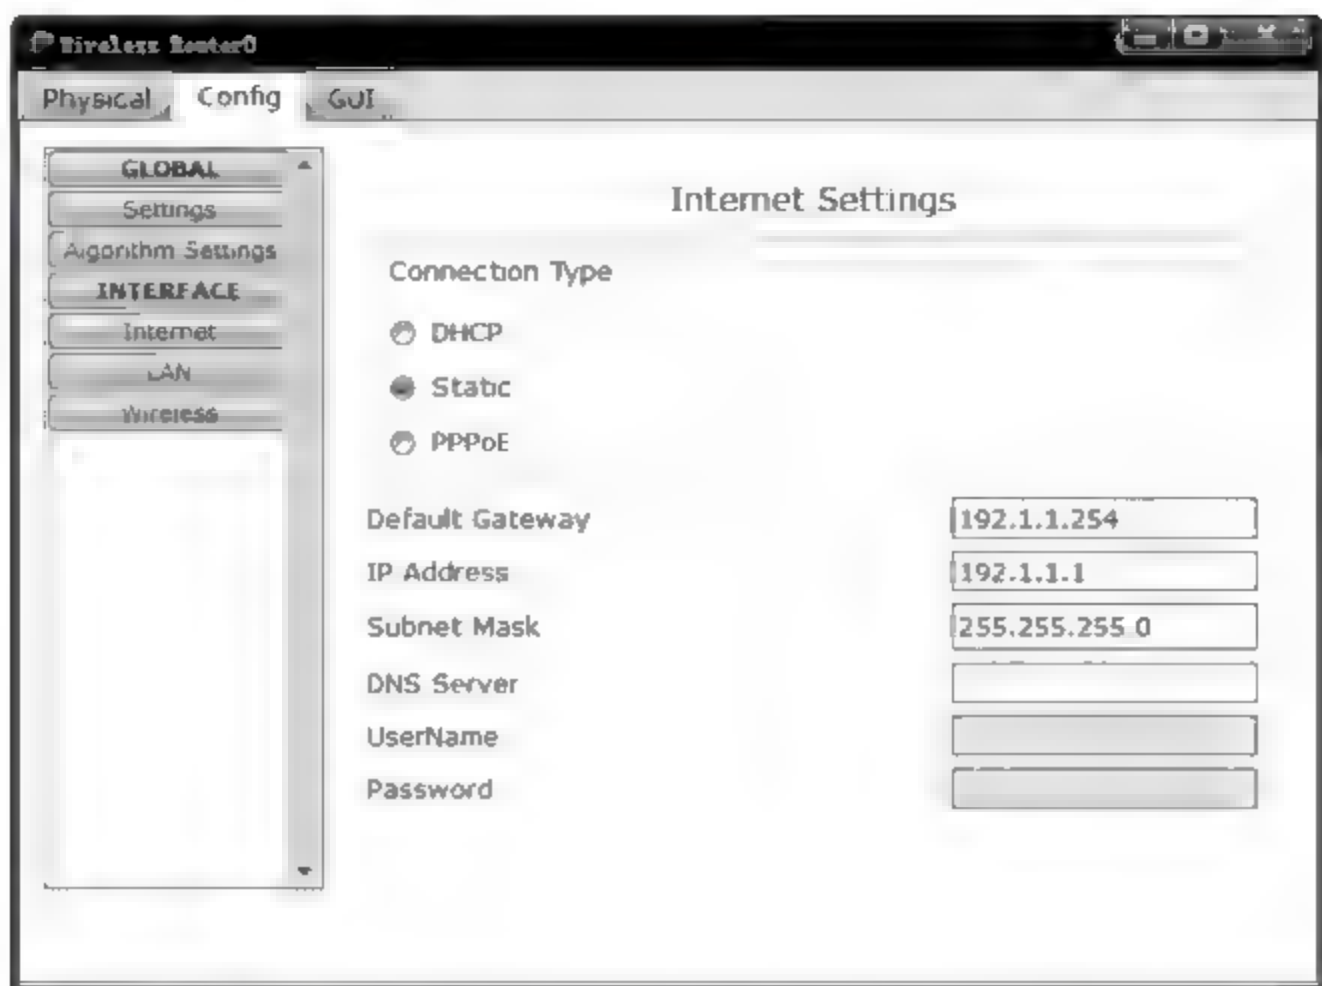 Wireless Router0
Physical Config GUI
GLOBAL
Settings
Algorithm Settings
INTERFACE
Internet
LAN
Wireless
Internet Settings
Connection Type
DHCP
Static
PPPoE
Default Gateway 192.1.1.254
IP Address 192.1.1.1
Subnet Mask 255.255.255.0
DNS Server
UserName
Password